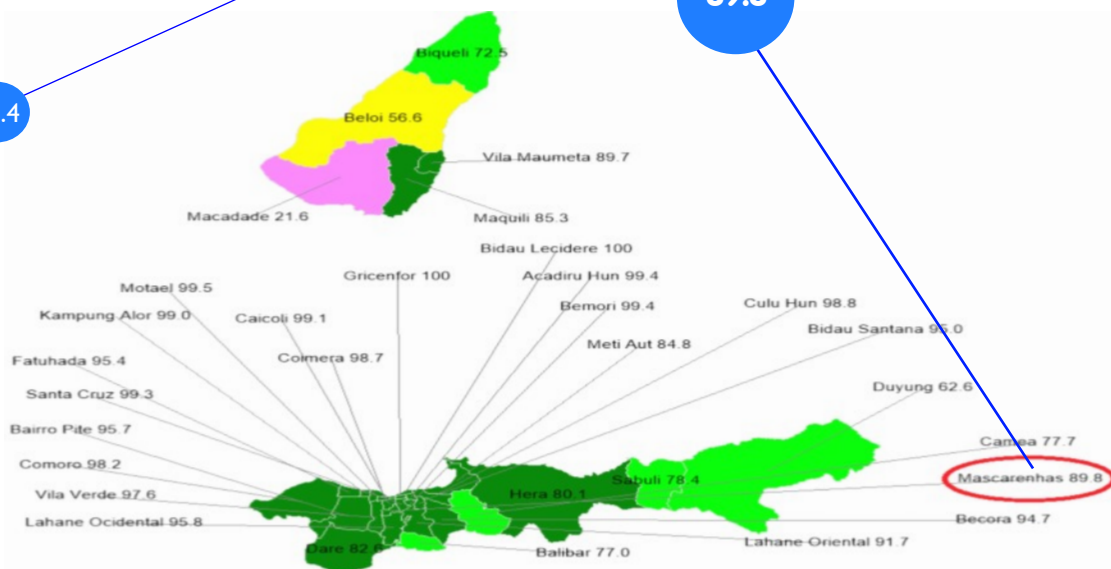 .4
Biqueli 72.5
Beloi 56.6
Vila Maumeta 89.7
Macadade 21.6
Maquili 85.3
Bidau Lecidere 100
Gricenfor 100
Acadiru Hun 99.4
Motael 99.5
Bemori 99.4
Culu Hun 98.8
Kampung Alor 99.0
Caicoli 99.1
Bidau Santana 95.0
Meti Aut 84.8
Coimera 98.7
Fatuhada 95.4
Duyung 62.6
Santa Cruz 99.3
Bairro Pite 95.7
Camea 77.7
Comoro 98.2
Sabuli 78.4
Mascarenhas 89.8
Vila Verde 97.6
Hera 80.1
Becora 94.7
Lahane Ocidental 95.8
Lahane Oriental 91.7
Dare
Balibar 77.0